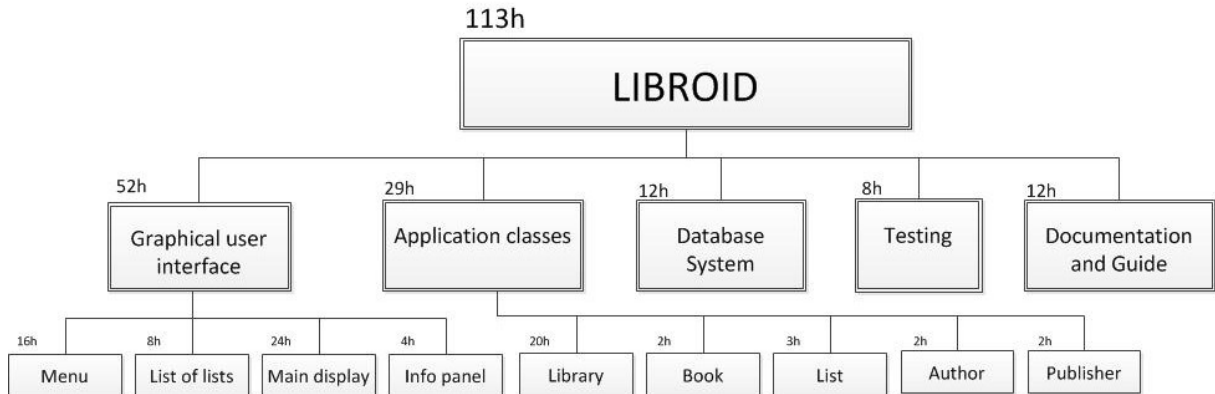 113h
LIBROID
52h
29h
12h
8h
12h
Graphical user
interface
Application classes
Database
System
Testing
Documentation
and Guide
16h
8h
24h
4h
20h
2h
3h
2h
2h
Menu
List of lists
Main display
Info panel
Library
Book
List
Author
Publisher